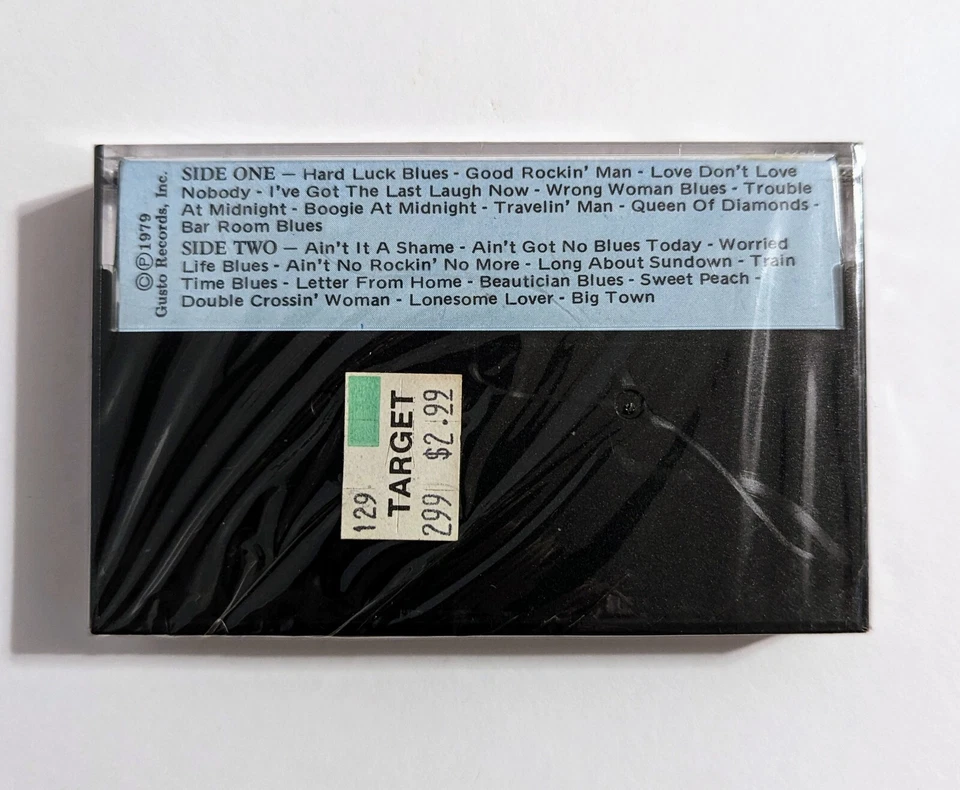 SIDE ONE — Hard Luck Blues - Good Rockin' Man - Love Don't Love
Nobody - I've Got The Last Laugh Now - Wrong Woman Blues - Trouble
At Midnight - Boogie At Midnight - Travelin' Man - Queen Of Diamonds -
Bar Room Blues
SIDE TWO — Ain't It A Shame - Ain't Got No Blues Today - Worried
Life Blues - Ain't No Rockin' No More - Long About Sundown - Train
Time Blues - Letter From Home - Beautician Blues - Sweet Peach -
Double Crossin' Woman - Lonesome Lover - Big Town
©℗1979
Gusto Records, Inc.
129
TARGET
299 $2.99